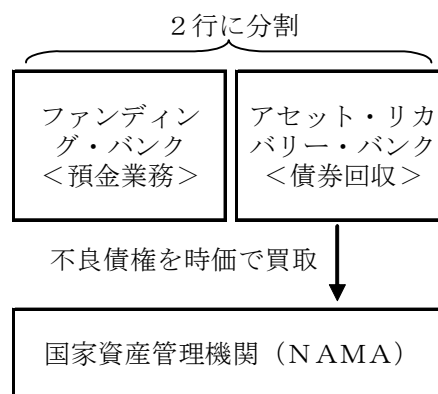 ２行に分割
ファンディン
グ・バンク
＜預金業務＞
アセット・リカ
バリー・バンク
＜債券回収＞
不良債権を時価で買取
国家資産管理機関（ＮＡＭＡ）